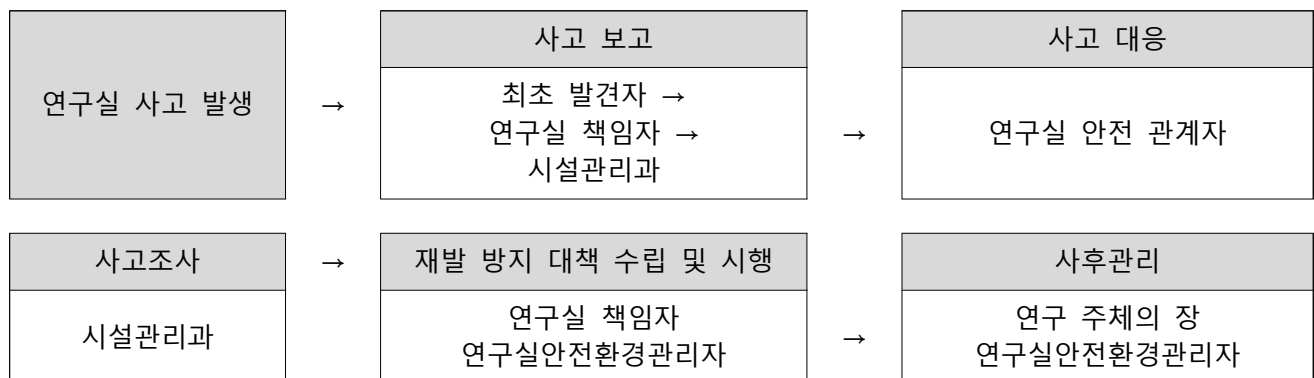 연구실 사고 발생
→
사고 보고
최초 발견자 →
연구실 책임자 →
시설관리과
→
사고 대응
연구실 안전 관계자
사고조사
시설관리과
→
재발 방지 대책 수립 및 시행
연구실 책임자
연구실안전환경관리자
→
사후관리
연구 주체의 장
연구실안전환경관리자